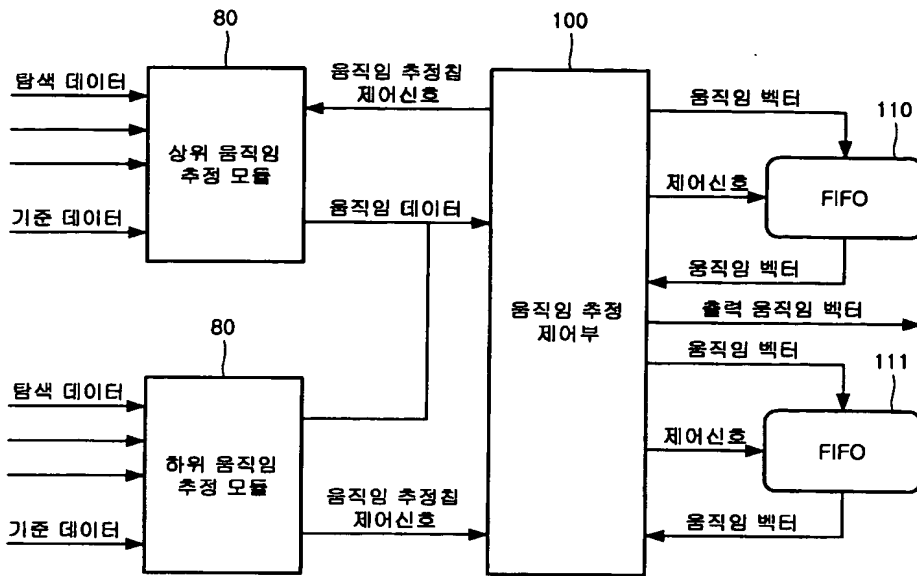 80
100
탐색 데이터
움직임 추정칩
제어신호
움직임 벡터
110
상위 움직임
추정 모듈
제어신호
FIFO
기준 데이터
움직임 데이터
움직임 벡터
움직임 추정
제어부
출력 움직임 벡터
80
움직임 벡터
111
탐색 데이터
제어신호
FIFO
하위 움직임
추정 모듈
움직임 추정칩
제어신호
기준 데이터
움직임 벡터